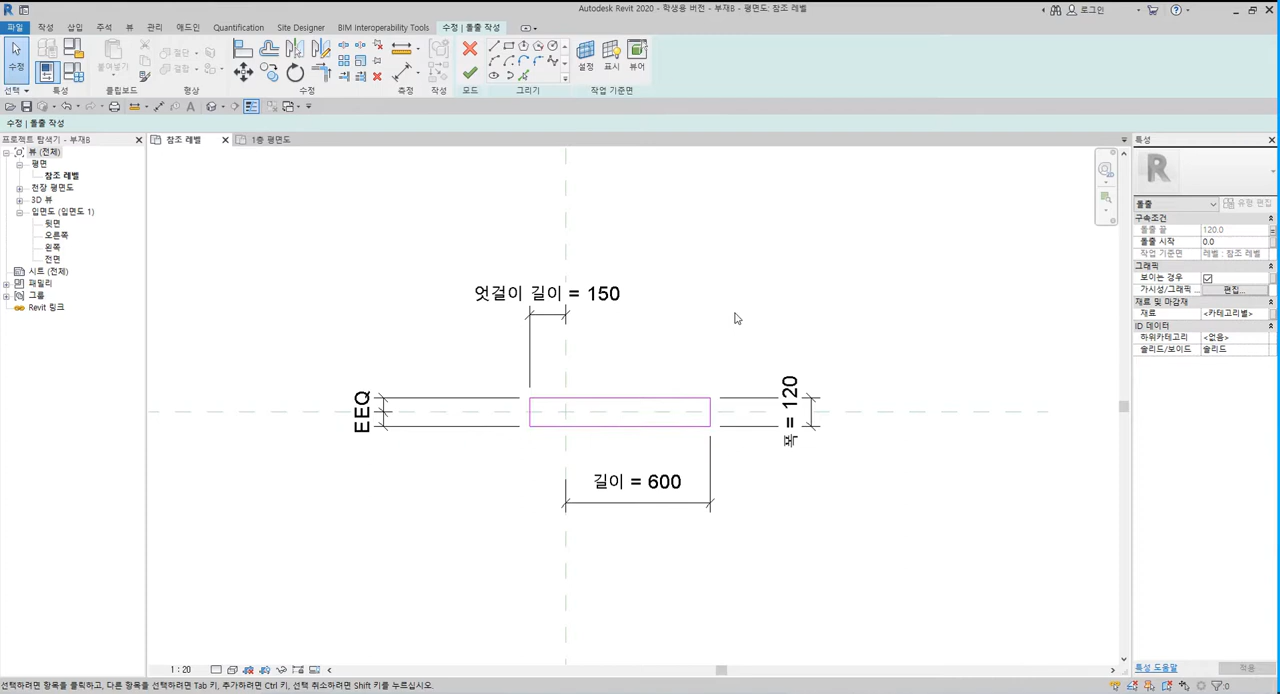 Autodesk Revit 2020 - 학생용 버전 - 부재B - 평면도: 참조 레벨
로그인
파일 작성 삽입 주석 뷰 관리 애드인 Quantification Site Designer BIM Interoperability Tools 수정 | 돌출 작성
수정
붙여넣기
절단
결합
설정 표시 뷰어
선택 특성 클립보드 형상 수정 측정 작성 모드 그리기 작업 기준면
수정 | 돌출 작성
프로젝트 탐색기 - 부재B
뷰 (전체)
평면
참조 레벨
천장 평면도
3D 뷰
입면도 (입면도 1)
뒷면
오른쪽
왼쪽
전면
시트 (전체)
패밀리
그룹
Revit 링크
참조 레벨
1층 평면도
엇걸이 길이 = 150
EEQ
폭 = 120
길이 = 600
특성
돌출
유형 편집
구속조건
돌출 끝 120.0
돌출 시작 0.0
작업 기준면 레벨 : 참조 레벨
그래픽
보이는 경우
가시성/그래픽 ... 편집...
재료 및 마감재
재료 <카테고리별>
ID 데이터
하위카테고리 <없음>
솔리드/보이드 솔리드
특성 도움말
적용
1 : 20
선택하려면 항목을 클릭하고, 다른 항목을 선택하려면 Tab 키, 추가하려면 Ctrl 키, 선택 취소하려면 Shift 키를 누르십시오.
:0